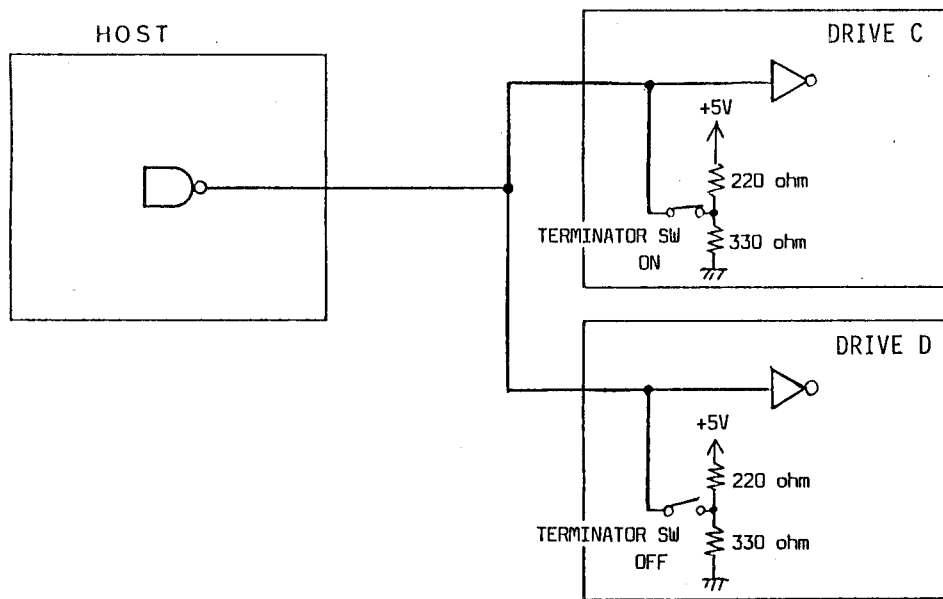 HOST
DRIVE C
+5V
220 ohm
TERMINATOR SW
ON
330 ohm
DRIVE D
+5V
220 ohm
TERMINATOR SW
OFF
330 ohm